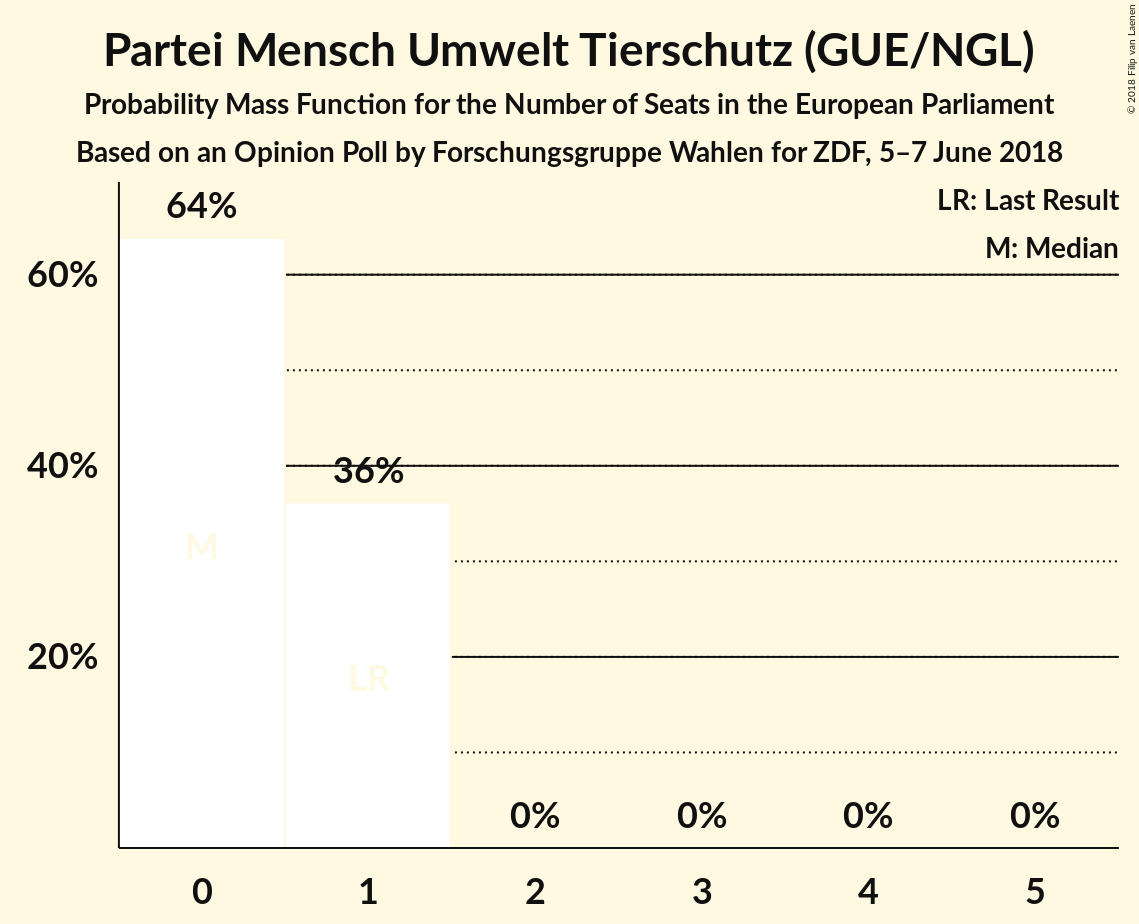 Partei Mensch Umwelt Tierschutz (GUE/NGL)
Probability Mass Function for the Number of Seats in the European Parliament
Based on an Opinion Poll by Forschungsgruppe Wahlen for ZDF, 5–7 June 2018
© 2018 Filip van Laenen
LR: Last Result
M: Median
64%
60%
36%
40%
M
LR
20%
0% 0% 0% 0%
0 1 2 3 4 5